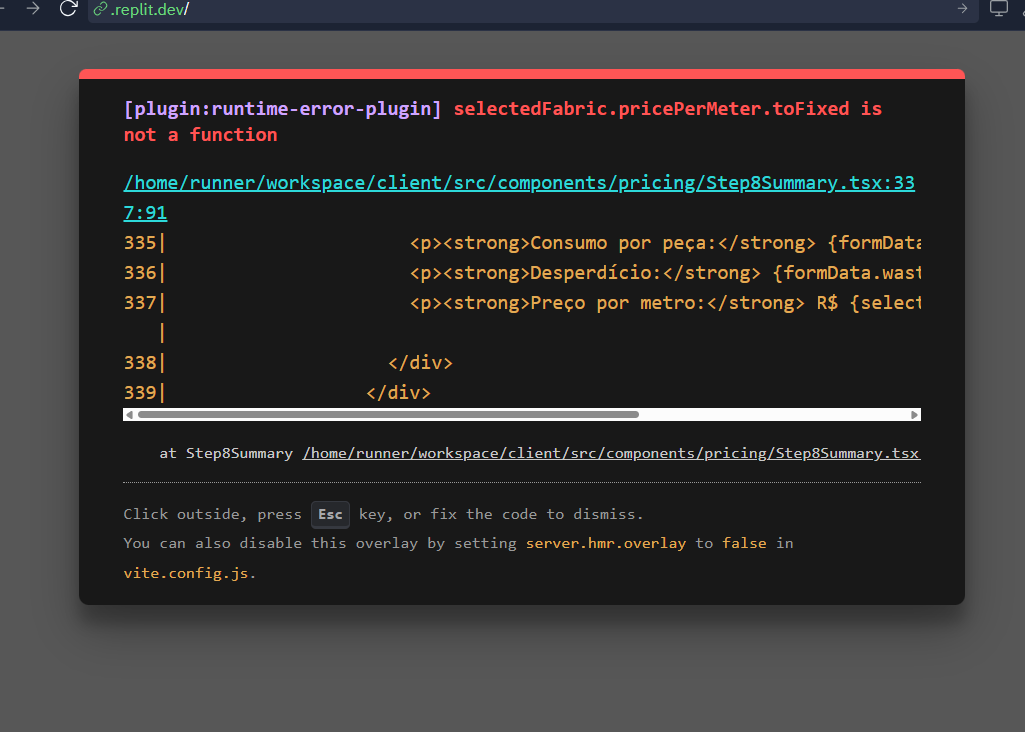 .replit.dev/
[plugin:runtime-error-plugin] selectedFabric.pricePerMeter.toFixed is
not a function
/home/runner/workspace/client/src/components/pricing/Step8Summary.tsx:33
7:91
335| <p><strong>Consumo por peça:</strong> {formData
336| <p><strong>Desperdício:</strong> {formData.wast
337| <p><strong>Preço por metro:</strong> R$ {select
|
338| </div>
339| </div>
at Step8Summary /home/runner/workspace/client/src/components/pricing/Step8Summary.tsx
Click outside, press Esc key, or fix the code to dismiss.
You can also disable this overlay by setting server.hmr.overlay to false in
vite.config.js.